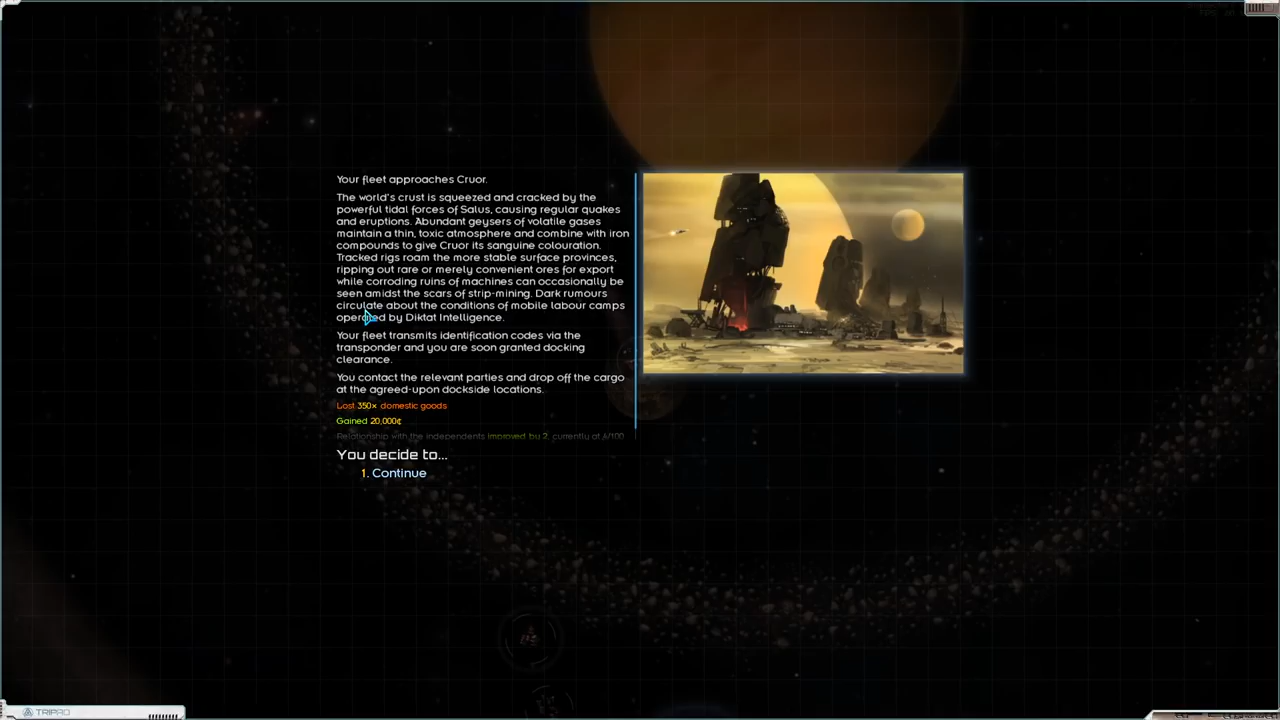 Your fleet approaches Cruor.
The world's crust is squeezed and cracked by the
powerful tidal forces of Salus, causing regular quakes
and eruptions. Abundant geysers of volatile gases
maintain a thin, toxic atmosphere and combine with iron
compounds to give Cruor its sanguine colouration.
Tracked rigs roam the more stable surface provinces,
ripping out rare or merely convenient ores for export
while corroding ruins of machines can occasionally be
seen amidst the scars of strip-mining. Dark rumours
circulate about the conditions of mobile labour camps
operated by Diktat Intelligence.
Your fleet transmits identification codes via the
transponder and you are soon granted docking
clearance.
You contact the relevant parties and drop off the cargo
at the agreed-upon dockside locations.
Lost 350× domestic goods
Gained 20,000¢
Relationship with the independents improved by 2, currently at
You decide to...
1. Continue
TRIPAD